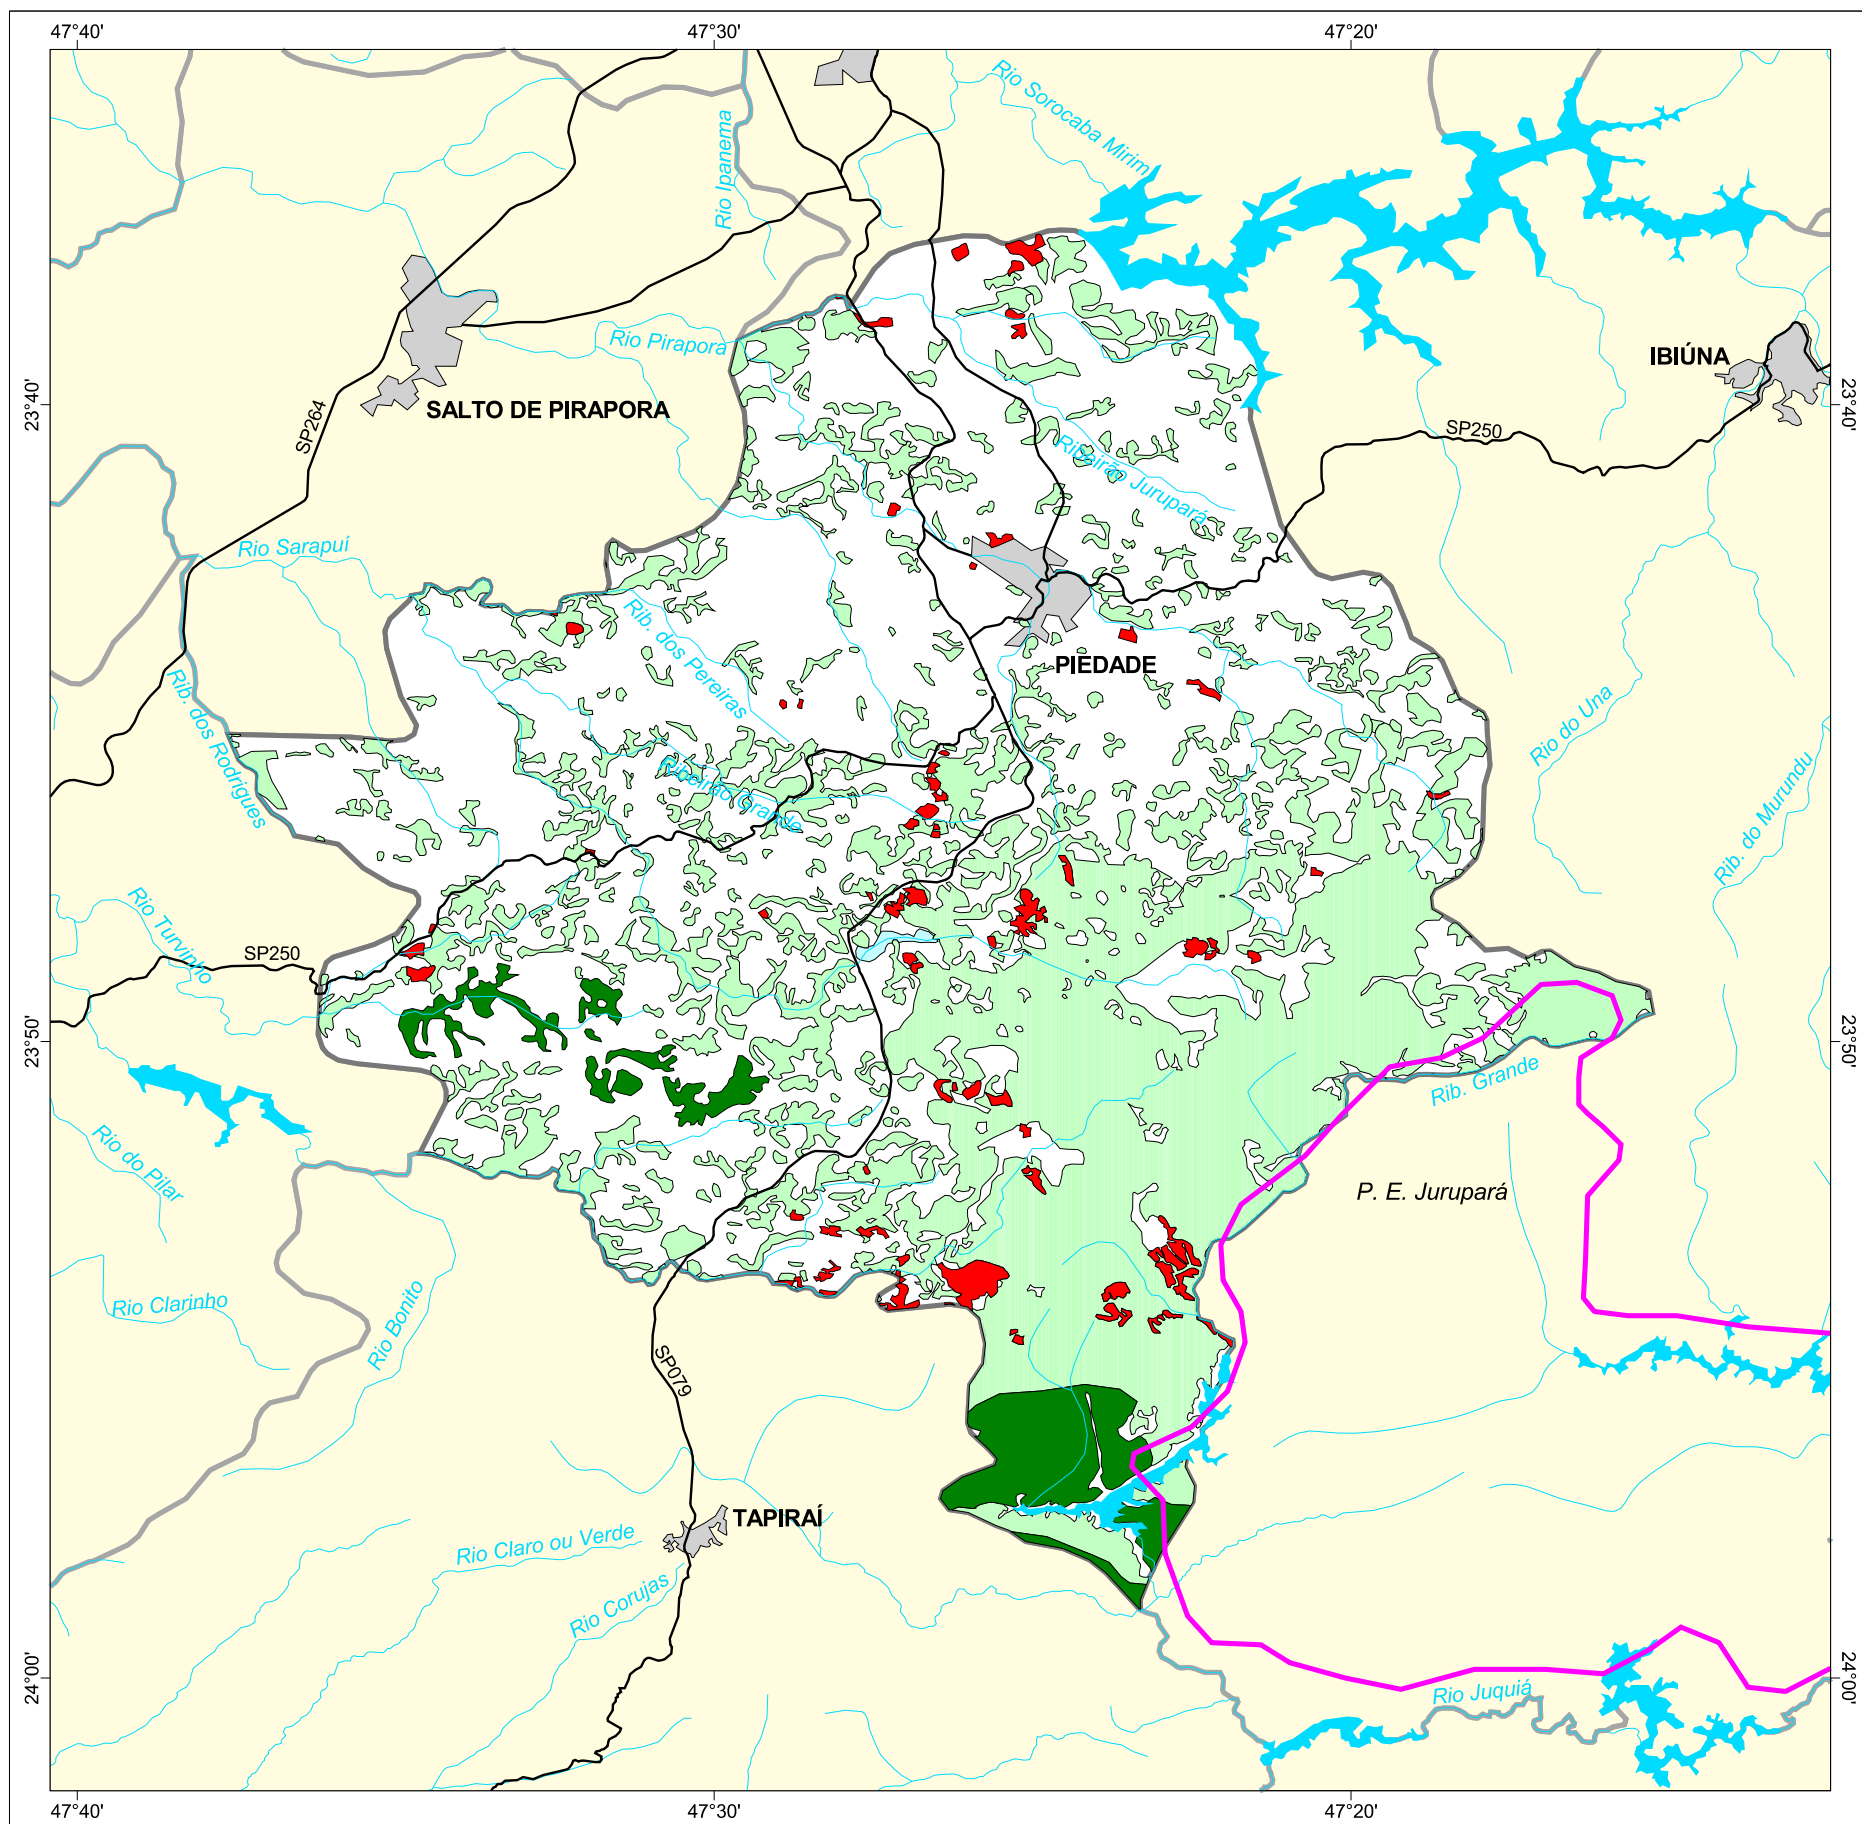 47°40'
47°30'
47°20'
Rio Sorocaba Mirim
Rio Ipanema
Rio Pirapora
IBIÚNA
SALTO DE PIRAPORA
23°40'
23°40'
SP264
SP250
Ribeirão Jurupará
Rio Sarapuí
Rib. dos Pereiras
PIEDADE
Rib. dos Rodrigues
Rio do Una
Ribeirão Grande
Rib. do Murundu
Rio Turvinho
SP250
23°50'
23°50'
Rib. Grande
Rio do Pilar
P. E. Jurupará
Rio Clarinho
Rio Bonito
SP079
TAPIRAÍ
Rio Claro ou Verde
Rio Corujas
24°00'
24°00'
Rio Juquiá
47°40'
47°30'
47°20'